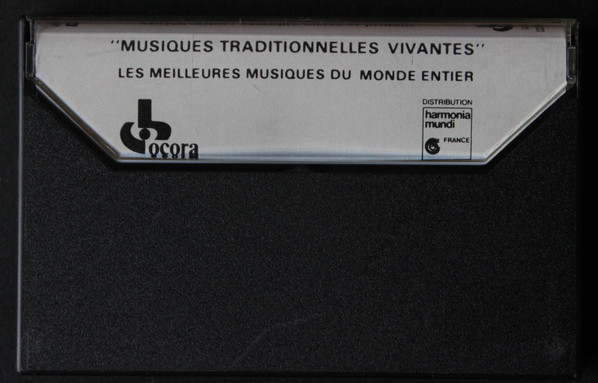 "MUSIQUES TRADITIONNELLES VIVANTES"
LES MEILLEURES MUSIQUES DU MONDE ENTIER
ocora
DISTRIBUTION
harmonia
mundi
FRANCE